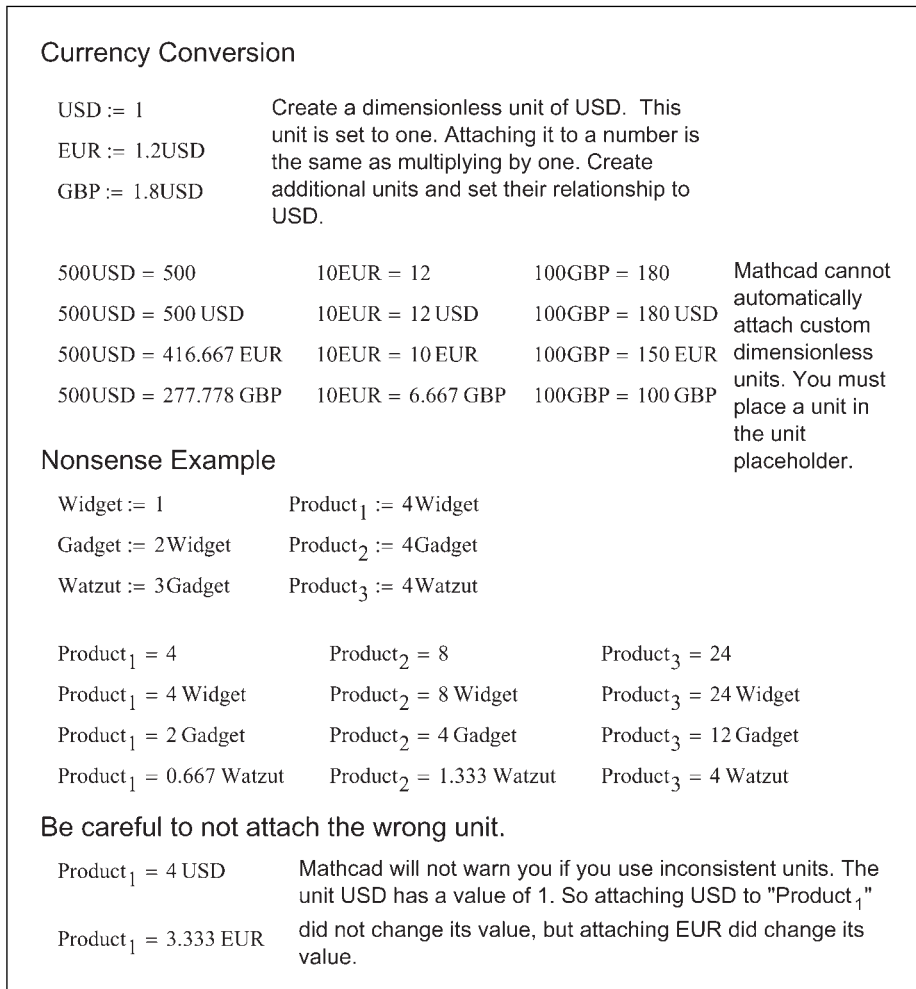 Currency Conversion
USD := 1
EUR := 1.2USD
GBP := 1.8USD
Create a dimensionless unit of USD. This
unit is set to one. Attaching it to a number is
the same as multiplying by one. Create
additional units and set their relationship to
USD.
500USD = 500
500USD = 500 USD
500USD = 416.667 EUR
500USD = 277.778 GBP
10EUR = 12
10EUR = 12 USD
10EUR = 10 EUR
10EUR = 6.667 GBP
100GBP = 180
100GBP = 180 USD
100GBP = 150 EUR
100GBP = 100 GBP
Mathcad cannot
automatically
attach custom
dimensionless
units. You must
place a unit in
the unit
placeholder.
Nonsense Example
Widget := 1
Gadget := 2Widget
Watzut := 3Gadget
Product₁ := 4Widget
Product₂ := 4Gadget
Product₃ := 4Watzut
Product₁ = 4
Product₁ = 4 Widget
Product₁ = 2 Gadget
Product₁ = 0.667 Watzut
Product₂ = 8
Product₂ = 8 Widget
Product₂ = 4 Gadget
Product₂ = 1.333 Watzut
Product₃ = 24
Product₃ = 24 Widget
Product₃ = 12 Gadget
Product₃ = 4 Watzut
Be careful to not attach the wrong unit.
Product₁ = 4 USD
Product₁ = 3.333 EUR
Mathcad will not warn you if you use inconsistent units. The
unit USD has a value of 1. So attaching USD to "Product₁"
did not change its value, but attaching EUR did change its
value.